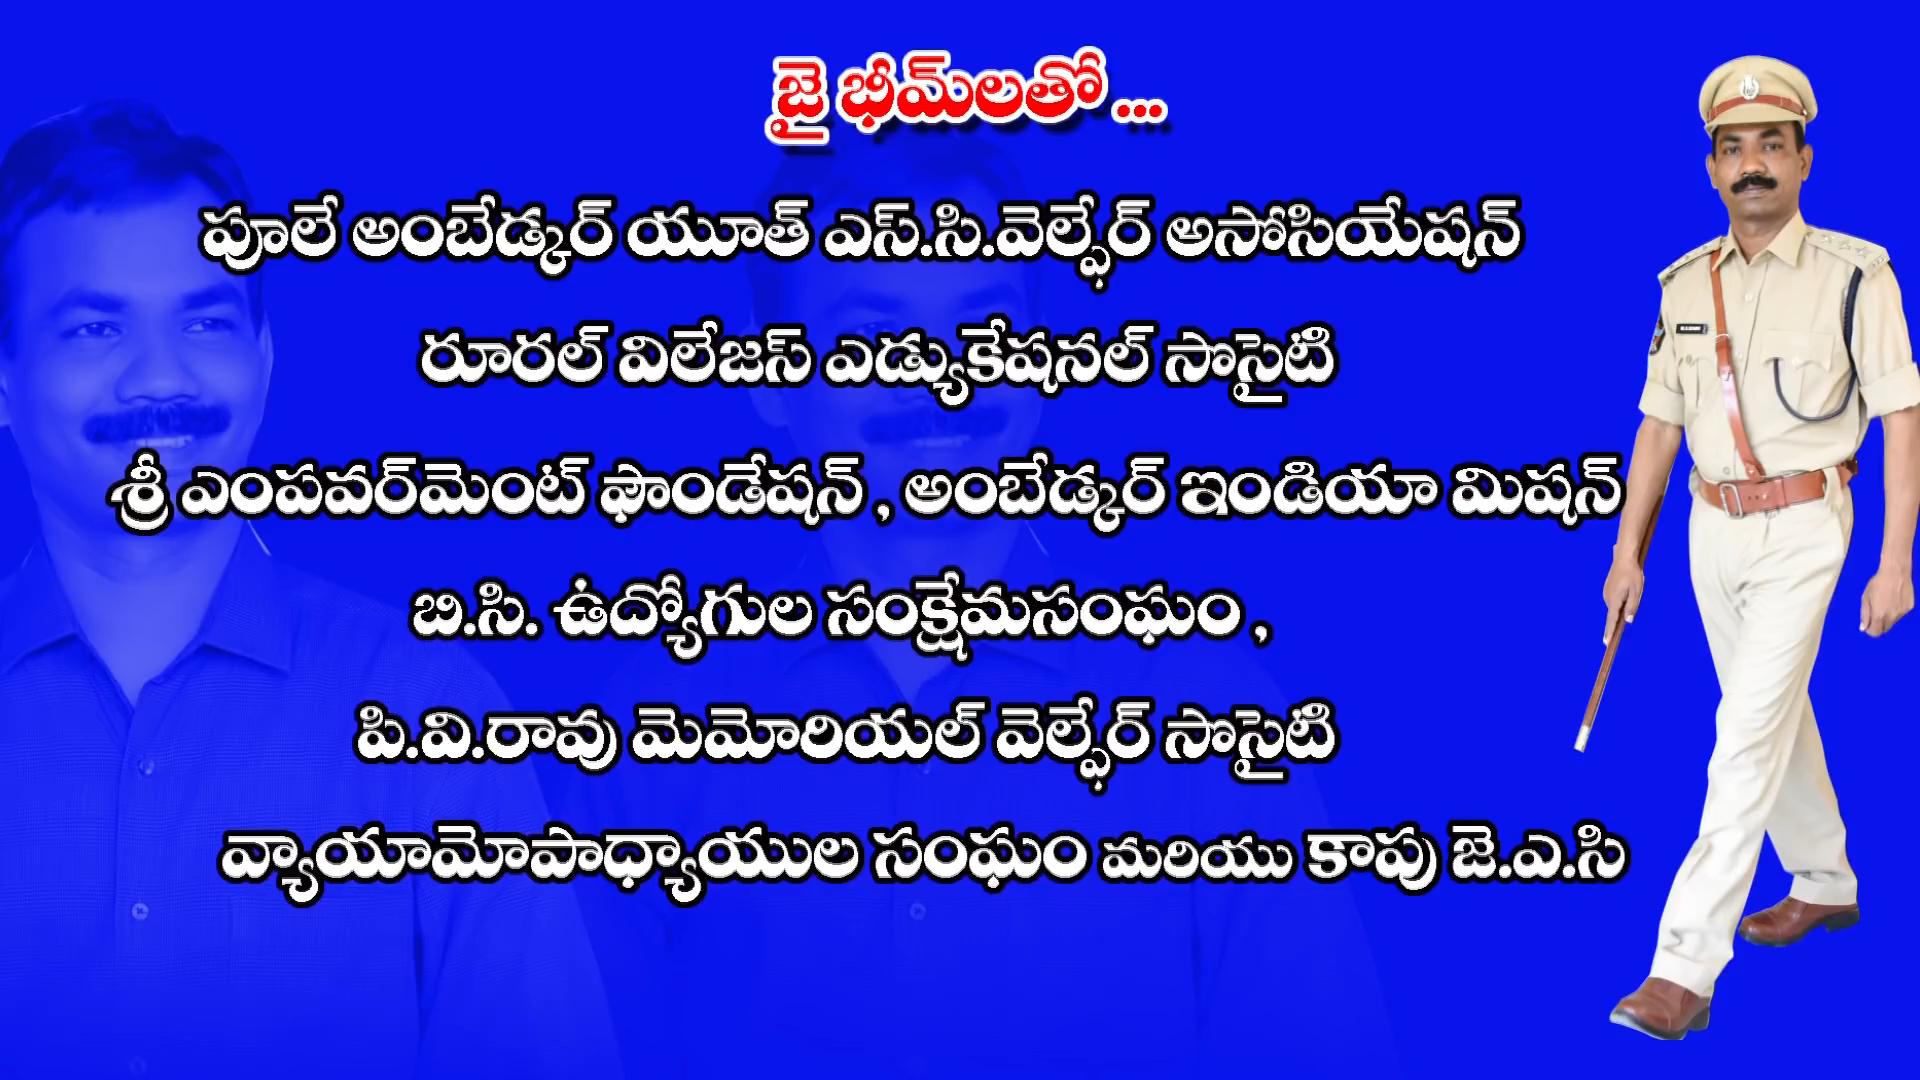 జై భీమ్‌లతో ...
పూలే అంబేడ్కర్ యూత్ ఎస్.సి.వెల్ఫేర్ అసోసియేషన్
రూరల్ విలేజస్ ఎడ్యుకేషనల్ సొసైటి
శ్రీ ఎంపవర్‌మెంట్ ఫౌండేషన్ , అంబేడ్కర్ ఇండియా మిషన్
బి.సి. ఉద్యోగుల సంక్షేమసంఘం ,
పి.వి.రావు మెమోరియల్ వెల్ఫేర్ సొసైటి
వ్యాయామోపాధ్యాయుల సంఘం మరియు కాపు జె.ఎ.సి